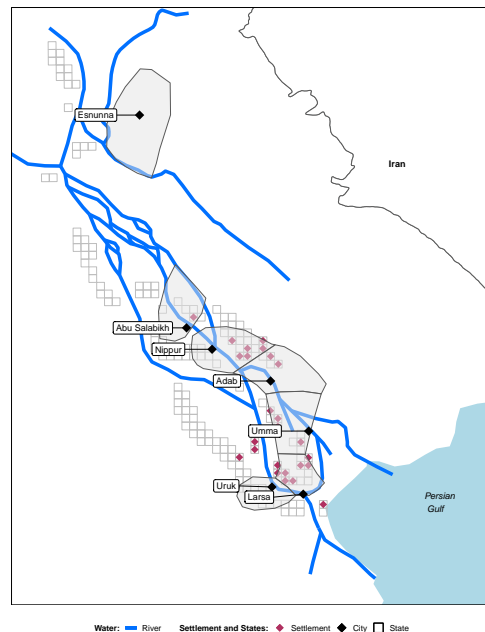 Esnunna
Iran
Abu Salabikh
Nippur
Adab
Umma
Uruk
Larsa
Persian
Gulf
Water: River Settlement and States: Settlement City State